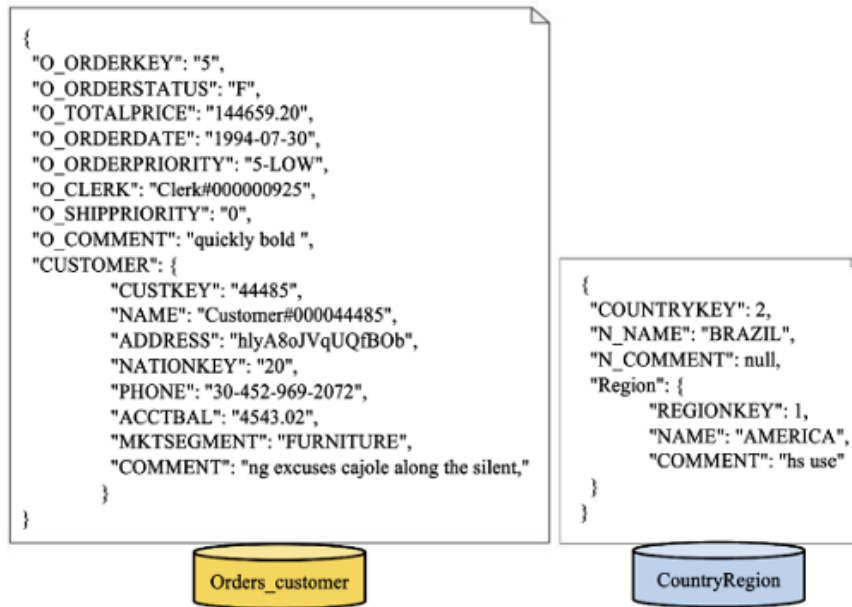 {
"O_ORDERKEY": "5",
"O_ORDERSTATUS": "F",
"O_TOTALPRICE": "144659.20",
"O_ORDERDATE": "1994-07-30",
"O_ORDERPRIORITY": "5-LOW",
"O_CLERK": "Clerk#000000925",
"O_SHIPPRIORITY": "0",
"O_COMMENT": "quickly bold ",
"CUSTOMER": {
"CUSTKEY": "44485",
"NAME": "Customer#000044485",
"ADDRESS": "hlyA8oJVqUQfBOb",
"NATIONKEY": "20",
"PHONE": "30-452-969-2072",
"ACCTBAL": "4543.02",
"MKTSEGMENT": "FURNITURE",
"COMMENT": "ng excuses cajole along the silent,"
}
}
Orders_customer
{
"COUNTRYKEY": 2,
"N_NAME": "BRAZIL",
"N_COMMENT": null,
"Region": {
"REGIONKEY": 1,
"NAME": "AMERICA",
"COMMENT": "hs use"
}
}
CountryRegion